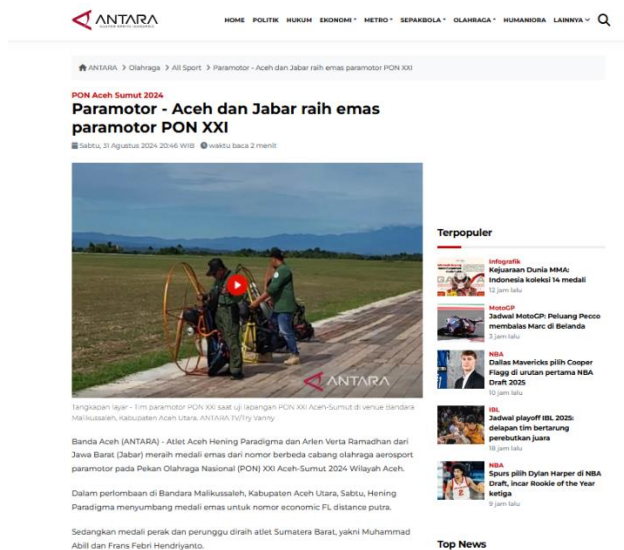 ANTARA
HOME POLITIK HUKUM EKONOMI METRO SEPAKBOLA OLAHRAGA HUMANIORA LAINNYA
ANTARA > Olahraga > All Sport > Paramotor - Aceh dan Jabar raih emas paramotor PON XXI
PON Aceh Sumut 2024
Paramotor - Aceh dan Jabar raih emas
paramotor PON XXI
Sabtu, 31 Agustus 2024 20:46 WIB waktu baca 2 menit
ANTARA
Tangkapan layar - Tim paramotor PON XXI saat uji lapangan PON XXI Aceh-Sumut di venue Bandara
Malikussaleh, Kabupaten Aceh Utara. ANTARA TV/Try Vanny
Banda Aceh (ANTARA) - Atlet Aceh Hening Paradigma dan Arlen Verta Ramadhan dari
Jawa Barat (Jabar) meraih medali emas dari nomor berbeda cabang olahraga aerosport
paramotor pada Pekan Olahraga Nasional (PON) XXI Aceh-Sumut 2024 Wilayah Aceh.
Dalam perlombaan di Bandara Malikussaleh, Kabupaten Aceh Utara, Sabtu, Hening
Paradigma menyumbang medali emas untuk nomor economic FL distance putra.
Sedangkan medali perak dan perunggu diraih atlet Sumatera Barat, yakni Muhammad
Abill dan Frans Febri Hendriyanto.
Terpopuler
Infografik
Kejuaraan Dunia MMA:
Indonesia koleksi 14 medali
12 jam lalu
MotoGP
Jadwal MotoGP: Peluang Pecco
membalas Marc di Belanda
3 jam lalu
NBA
Dallas Mavericks pilih Cooper
Flagg di urutan pertama NBA
Draft 2025
10 jam lalu
IBL
Jadwal playoff IBL 2025:
delapan tim bertarung
perebutkan juara
18 jam lalu
NBA
Spurs pilih Dylan Harper di NBA
Draft, incar Rookie of the Year
ketiga
9 jam lalu
Top News